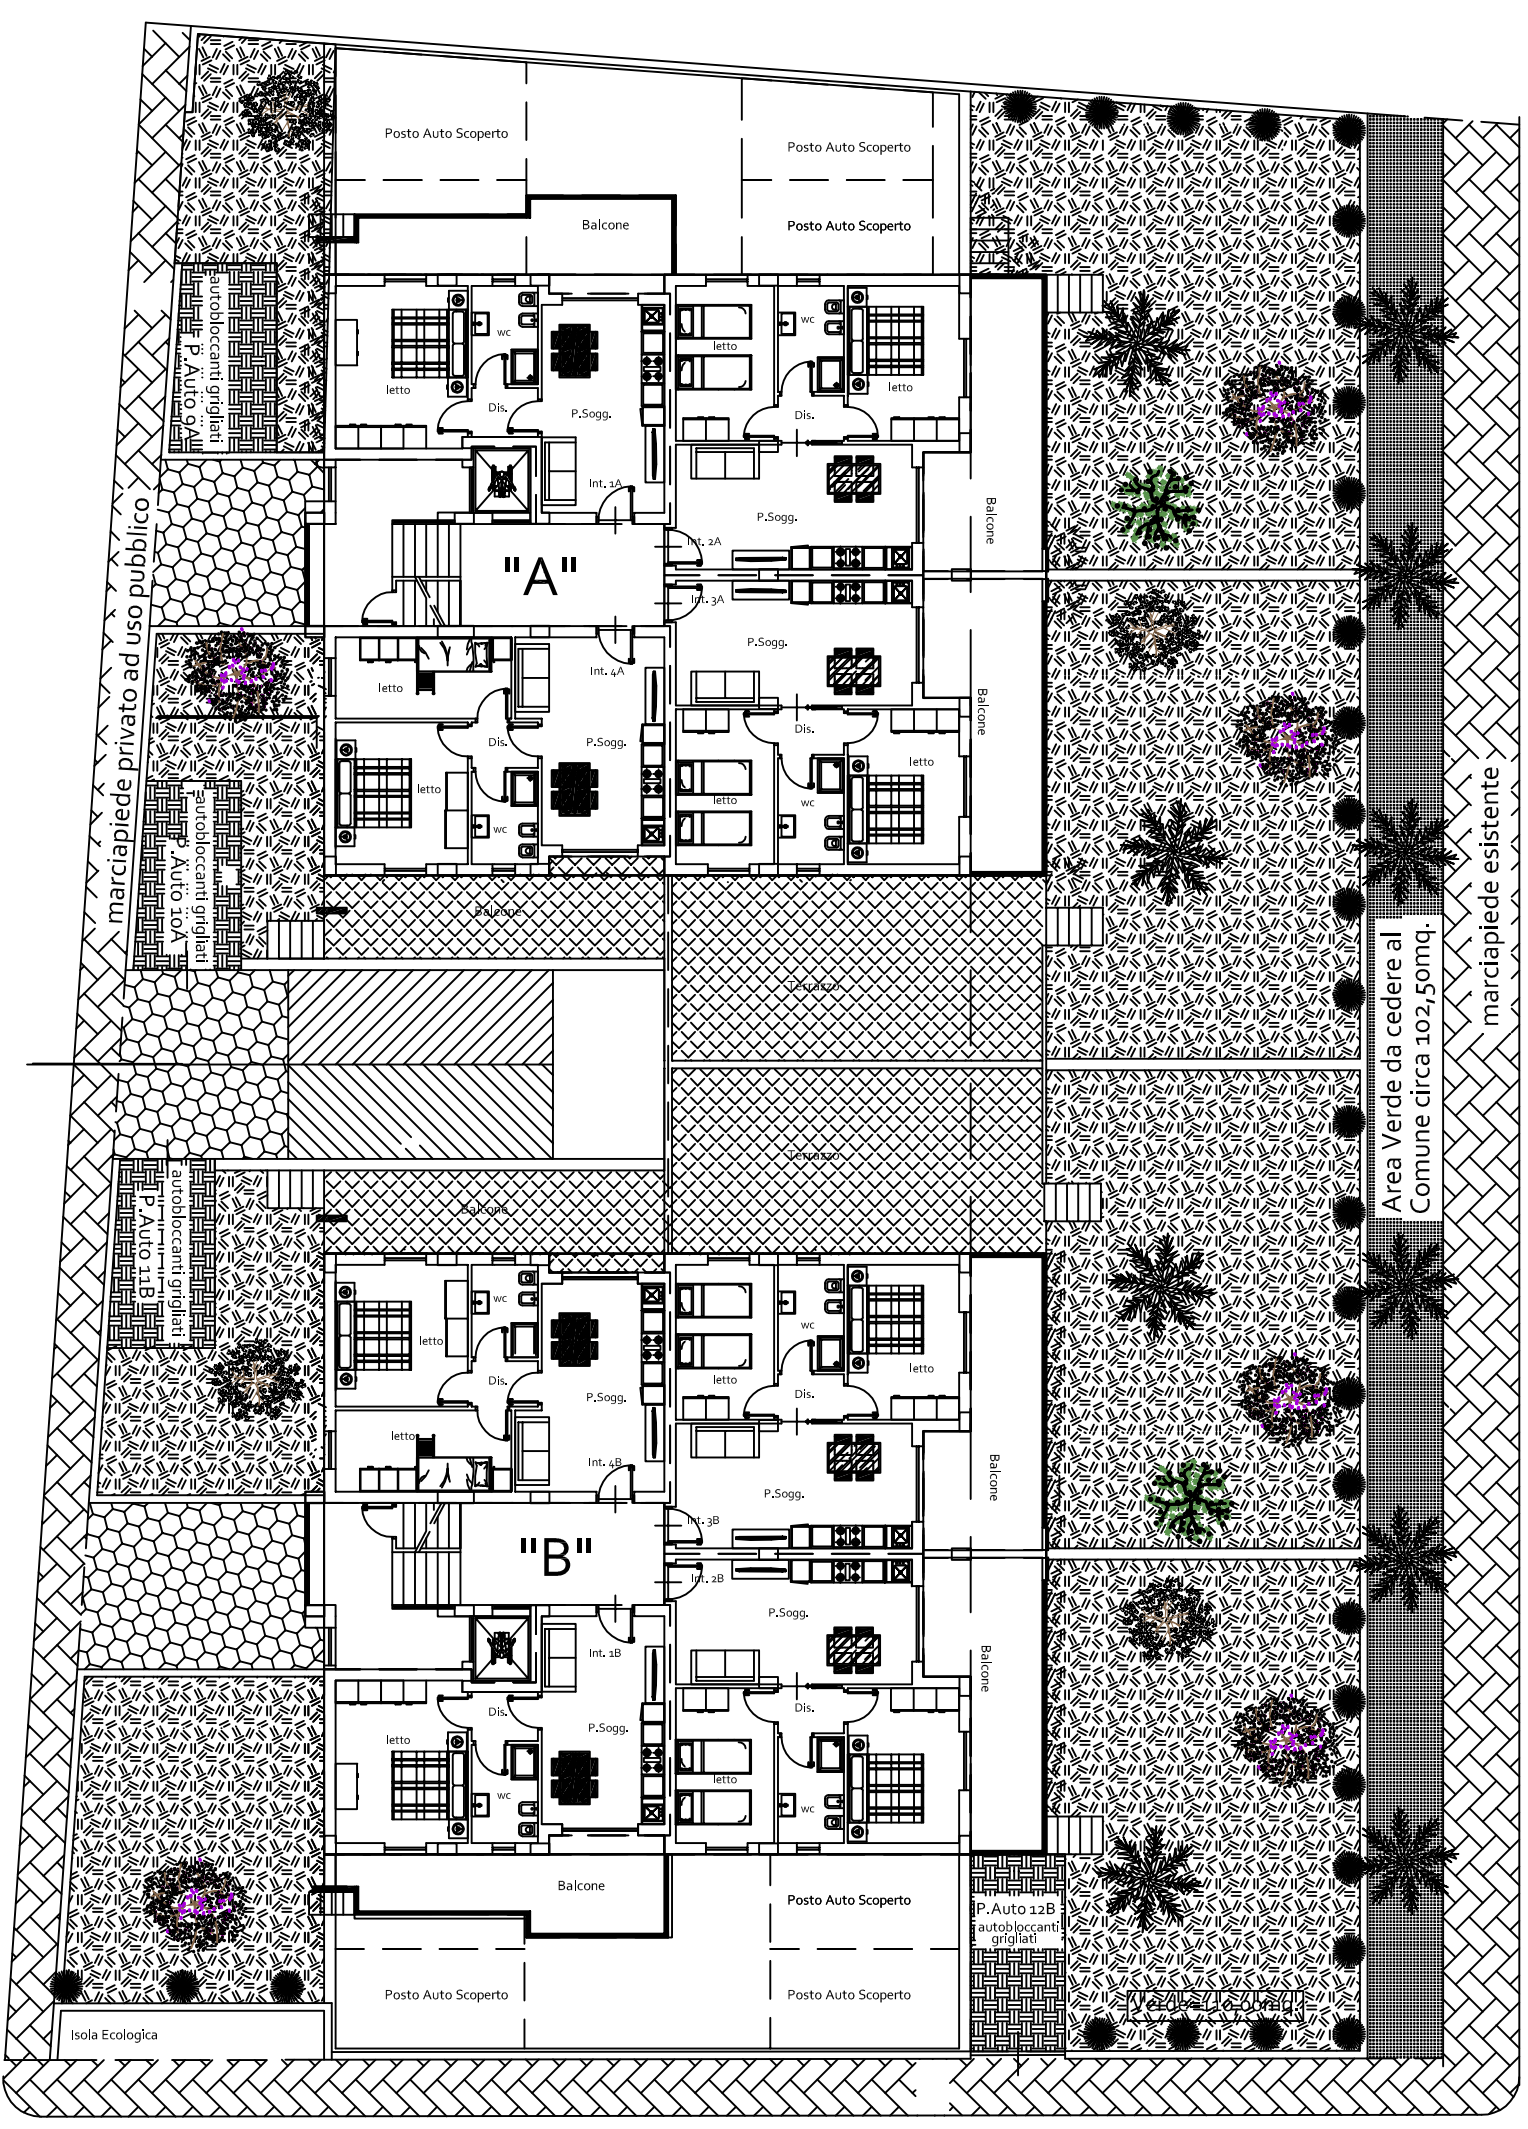 Posto Auto Scoperto
Posto Auto Scoperto
Balcone
Posto Auto Scoperto
autobloccanti grigliati
P.Auto 9A
letto
wc
Dis.
P.Sogg.
Int. 1A
letto
wc
Dis.
letto
P.Sogg.
Int. 2A
Balcone
marciapiede privato ad uso pubblico
"A"
Int. 3A
P.Sogg.
Int. 4A
letto
Dis.
P.Sogg.
letto
wc
Dis.
letto
letto
wc
Balcone
autobloccanti grigliati
P.Auto 10A
Balcone
Terrazzo
marciapiede esistente
Area Verde da cedere al
Comune circa 102,50mq.
Terrazzo
autobloccanti grigliati
P.Auto 11B
Balcone
wc
letto
Dis.
P.Sogg.
letto
Int. 4B
wc
letto
letto
Dis.
P.Sogg.
Int. 3B
Balcone
"B"
Int. 2B
P.Sogg.
Int. 1B
Balcone
Dis.
P.Sogg.
letto
wc
Dis.
letto
wc
Balcone
Posto Auto Scoperto
P.Auto 12B
autobloccanti
grigliati
Posto Auto Scoperto
Posto Auto Scoperto
Verde=110,00mq.
Isola Ecologica